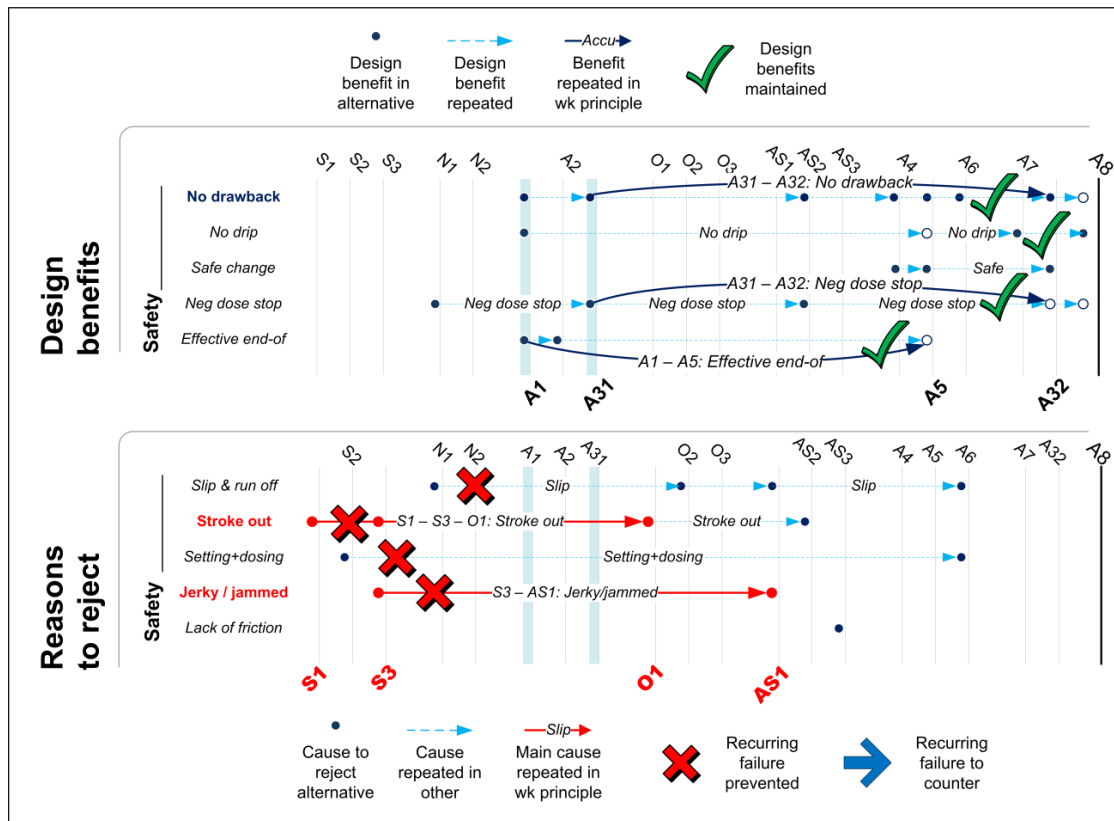 Accu
Design
benefit in
alternative
Design
benefit
repeated
Benefit
repeated in
wk principle
Design
benefits
maintained
Design
benefits
Safety
S1
S2
S3
N1
N2
A2
O1
O2
O3
AS1
AS2
AS3
A4
A6
A7
A8
No drawback
A31 – A32: No drawback
No drip
No drip
No drip
Safe change
Safe
A31 – A32: Neg dose stop
Neg dose stop
Neg dose stop
Neg dose stop
Neg dose stop
Effective end-of
A1 – A5: Effective end-of
A1
A31
A5
A32
Reasons
to reject
Safety
S2
N1
N2
A1
A2
A31
O2
O3
AS2
AS3
A4
A5
A6
A7
A32
A8
Slip & run off
Slip
Slip
Stroke out
S1 – S3 – O1: Stroke out
Stroke out
Setting+dosing
Setting+dosing
Jerky / jammed
S3 – AS1: Jerky/jammed
Lack of friction
S1
S3
O1
AS1
Slip
Cause to
reject
alternative
Cause
repeated in
other
Main cause
repeated in
wk principle
Recurring
failure
prevented
Recurring
failure to
counter